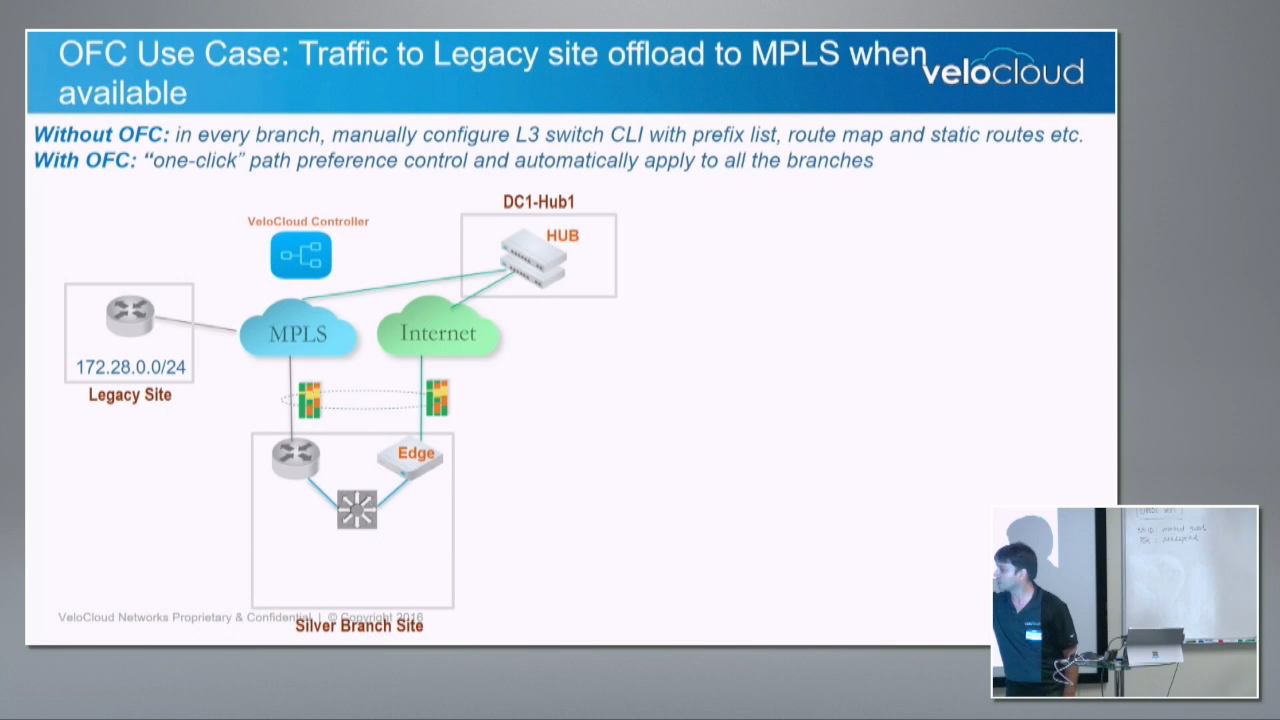 OFC Use Case: Traffic to Legacy site offload to MPLS when
available
velocloud
Without OFC: in every branch, manually configure L3 switch CLI with prefix list, route map and static routes etc.
With OFC: “one-click” path preference control and automatically apply to all the branches
DC1-Hub1
VeloCloud Controller
HUB
MPLS
Internet
172.28.0.0/24
Legacy Site
Edge
VeloCloud Networks Proprietary & Confidential | © Copyright 2016
Silver Branch Site